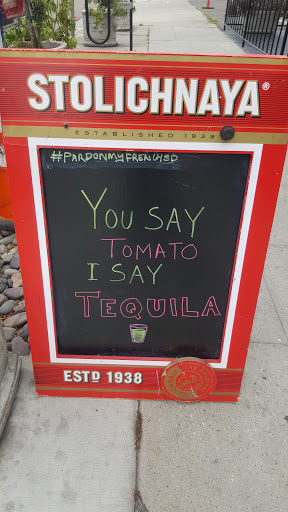 STOLICHNAYA®
ESTABLISHED 1938
#PARDONMYFRENCHSD
YOU SAY
TOMATO
I SAY
TEQUILA
ESTD 1938